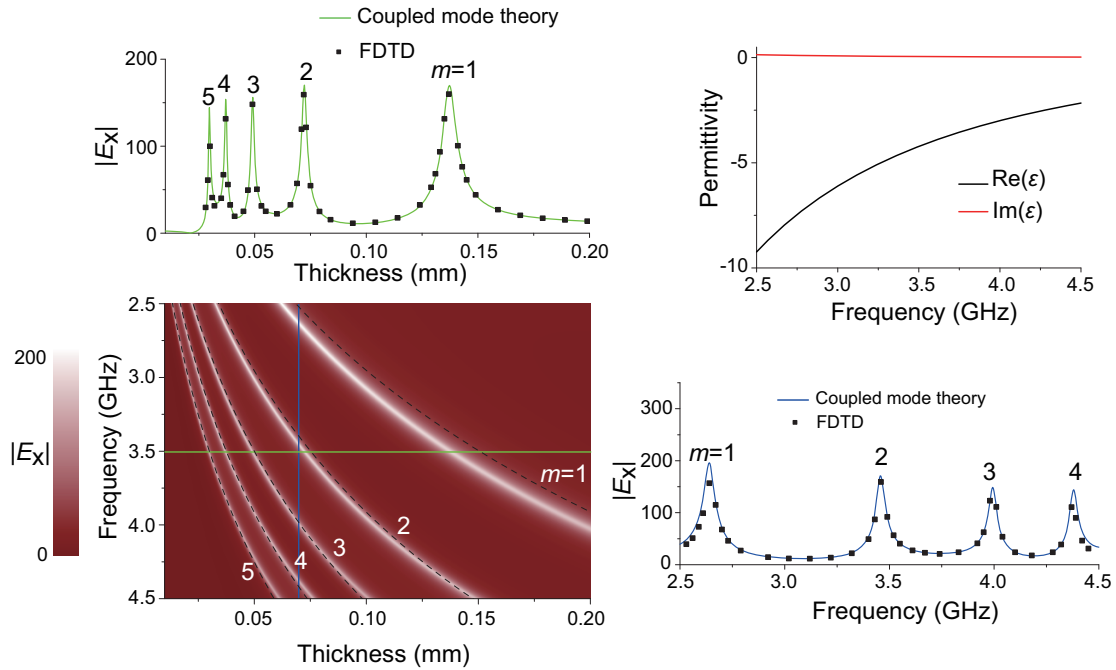 Coupled mode theory
FDTD
200
150
100
50
0
|Ex|
5
4
3
2
m=1
0.05
0.10
0.15
0.20
Thickness (mm)
0
-5
-10
Permittivity
Re(ε)
Im(ε)
2.5
3.0
3.5
4.0
4.5
Frequency (GHz)
200
0
|Ex|
2.5
3.0
3.5
4.0
4.5
Frequency (GHz)
m=1
2
3
4
5
0.05
0.10
0.15
0.20
Thickness (mm)
Coupled mode theory
FDTD
300
200
150
100
50
0
|Ex|
m=1
2
3
4
2.5
3.0
3.5
4.0
4.5
Frequency (GHz)